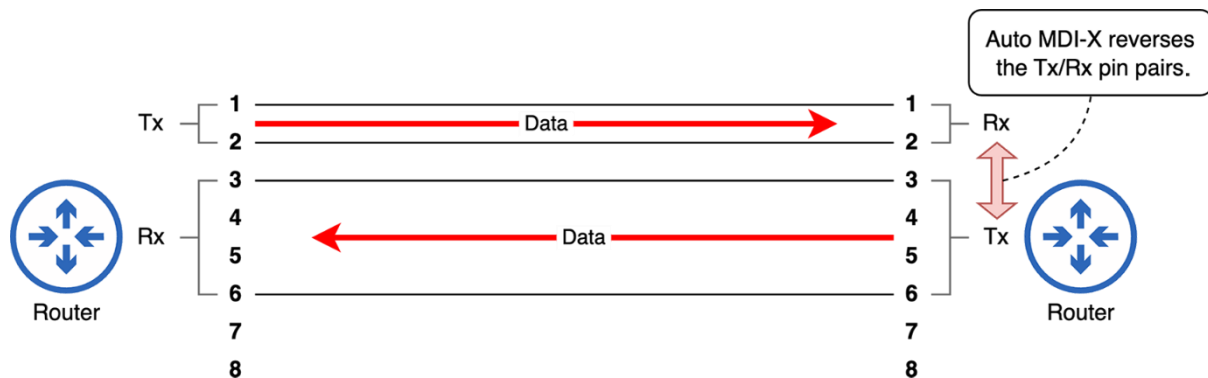 Auto MDI-X reverses
the Tx/Rx pin pairs.
1 1
Tx Data Rx
2 2
3 3
4 4
Rx Data Tx
5 5
6 6
Router Router
7 7
8 8